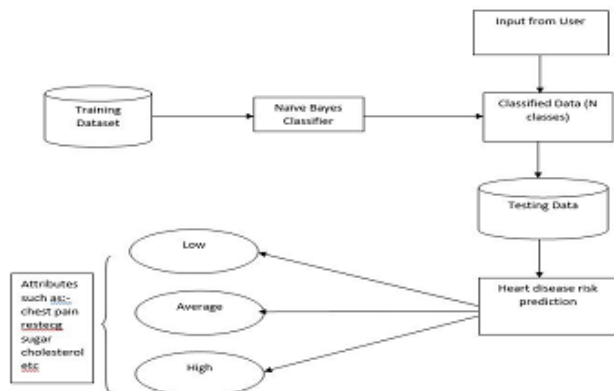 Input from User
Training
Dataset
Naïve Bayes
Classifier
Classified Data (N
classes)
Testing Data
Heart disease risk
prediction
Low
Average
High
Attributes
such as:-
chest pain
restecg
sugar
cholesterol
etc